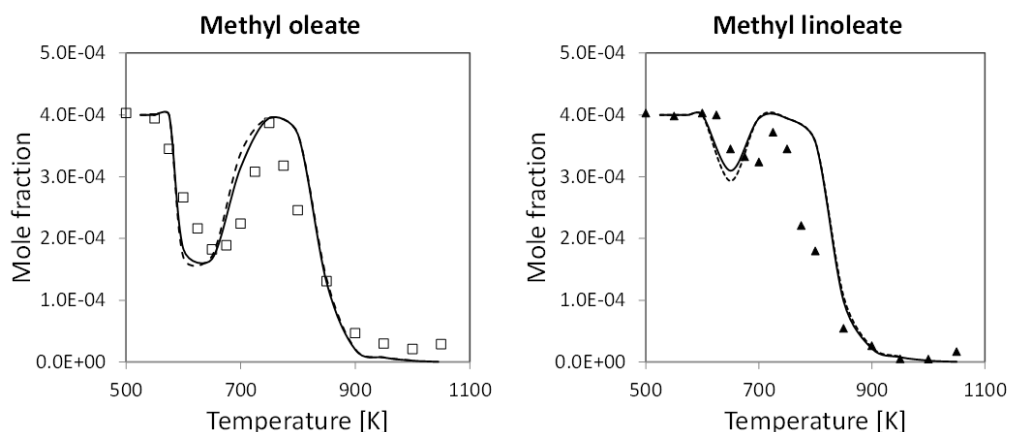 Methyl oleate
5.0E-04
4.0E-04
3.0E-04
2.0E-04
1.0E-04
0.0E+00
Mole fraction
500 700 900 1100
Temperature [K]
Methyl linoleate
5.0E-04
4.0E-04
3.0E-04
2.0E-04
1.0E-04
0.0E+00
Mole fraction
500 700 900 1100
Temperature [K]